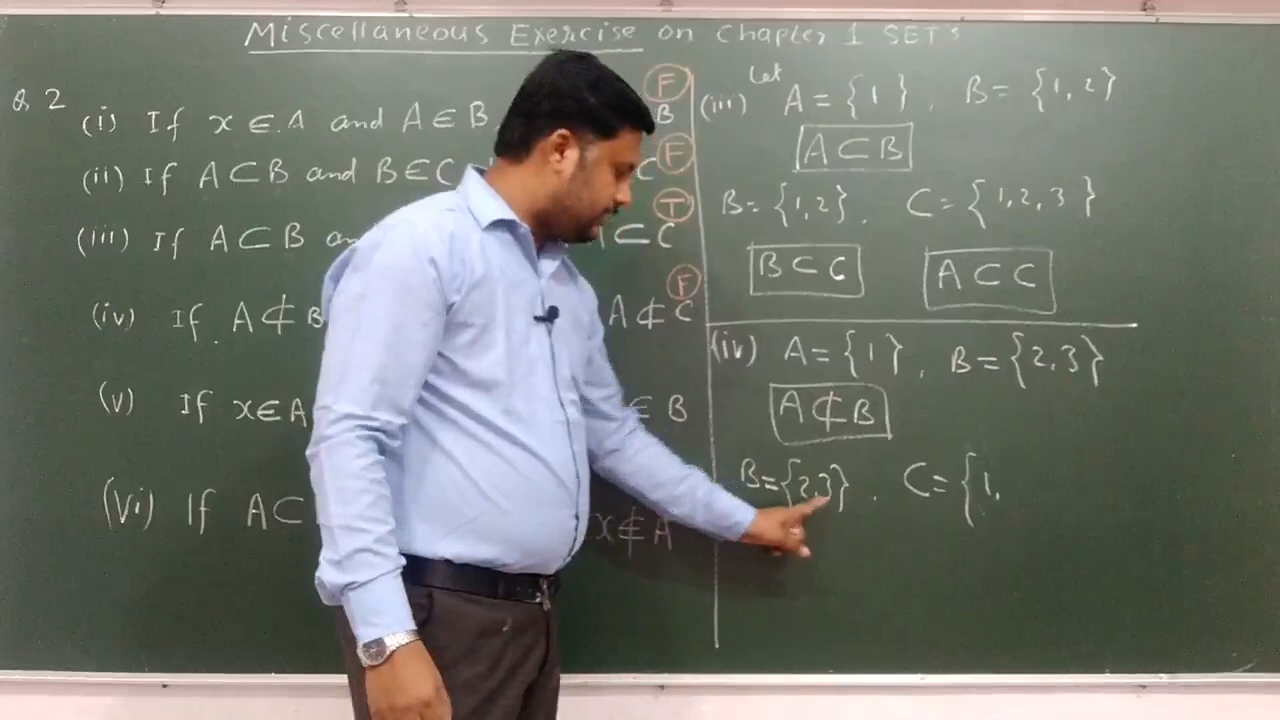 Miscellaneous Exercise on Chapter 1 SETs
Q. 2
(i) If x ∈ A and A ∈ B, B (F)
(ii) If A ⊂ B and B ∈ C C (F)
(iii) If A ⊂ B an ⊂ C (T)
(iv) If A ⊄ B A ⊄ C (F)
(v) If x ∈ A ∈ B
(vi) If A ⊂ x ∉ A
Let
(iii) A = {1}, B = {1, 2}
A ⊂ B
B = {1, 2}, C = {1, 2, 3}
B ⊂ C A ⊂ C
(iv) A = {1}, B = {2, 3}
A ⊄ B
B = {2,3}, C = {1,